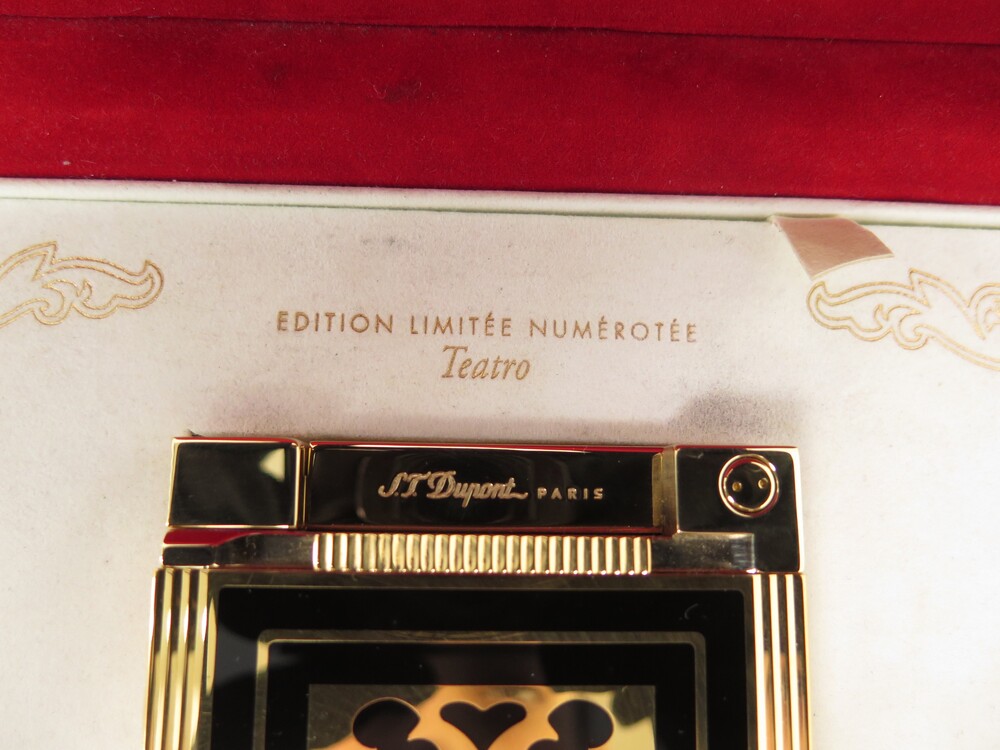 EDITION LIMITÉE NUMÉROTÉE
Teatro
S.T. Dupont PARIS